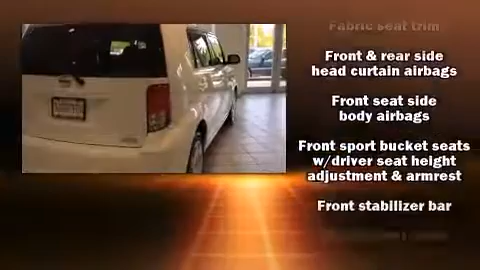 Fabric seat trim
Front & rear side
head curtain airbags
Front seat side
body airbags
Front sport bucket seats
w/driver seat height
adjustment & armrest
Front stabilizer bar